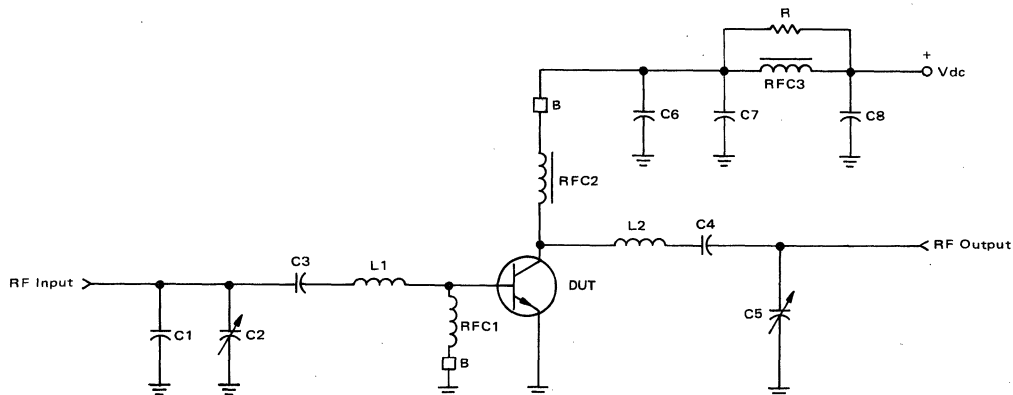 R
+
Vdc
RFC3
B
C6
C7
C8
RFC2
L2
C4
RF Output
C3
L1
RF Input
DUT
C1
C2
RFC1
C5
B